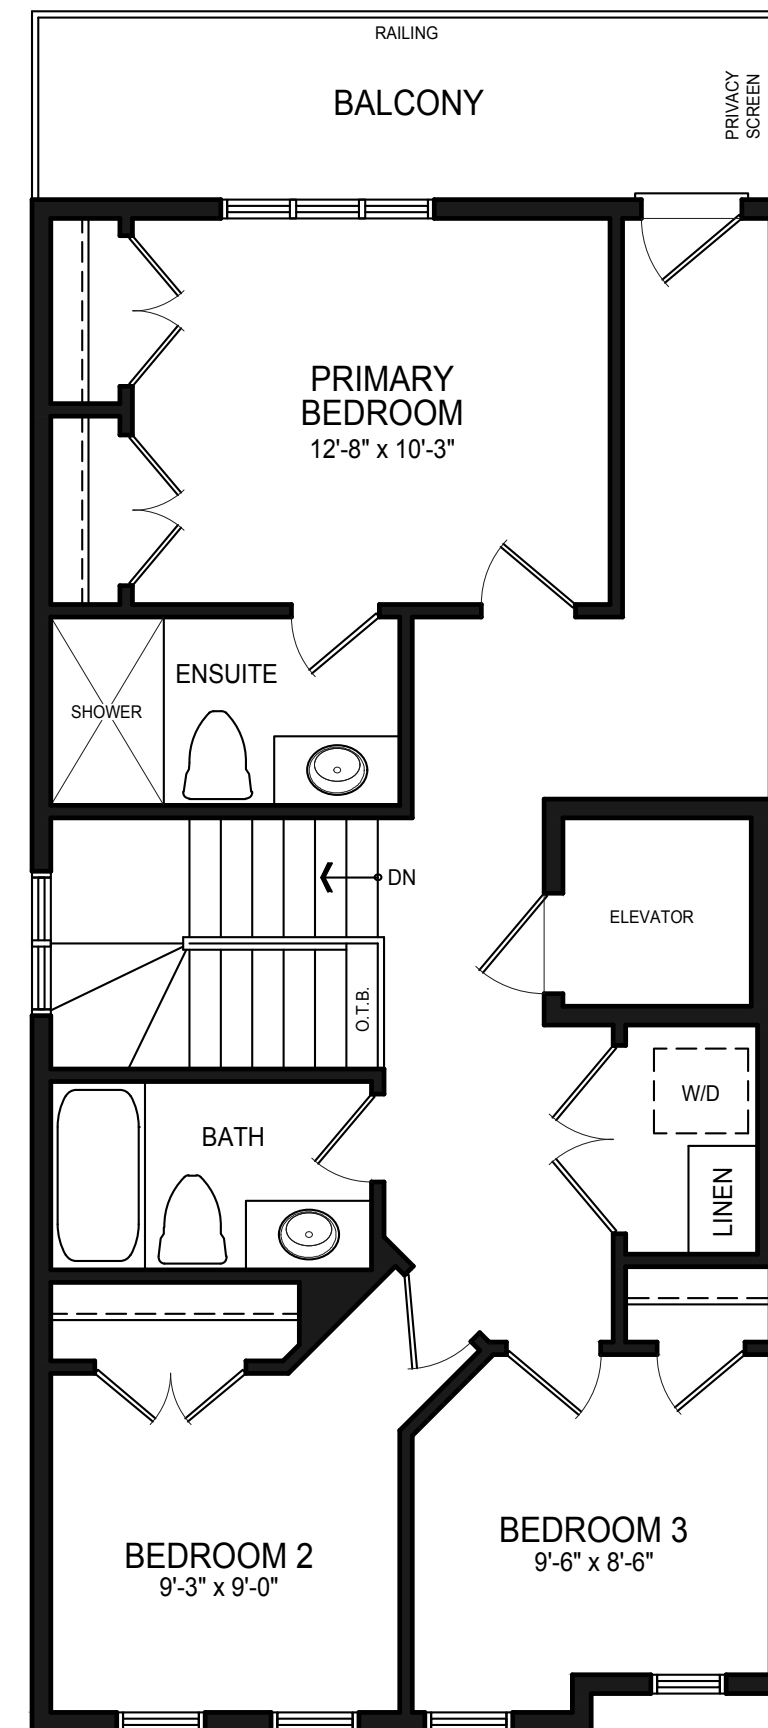 RAILING
BALCONY
PRIVACY
SCREEN
PRIMARY
BEDROOM
12'-8" x 10'-3"
ENSUITE
SHOWER
DN
ELEVATOR
O.T.B.
W/D
BATH
LINEN
BEDROOM 2
9'-3" x 9'-0"
BEDROOM 3
9'-6" x 8'-6"